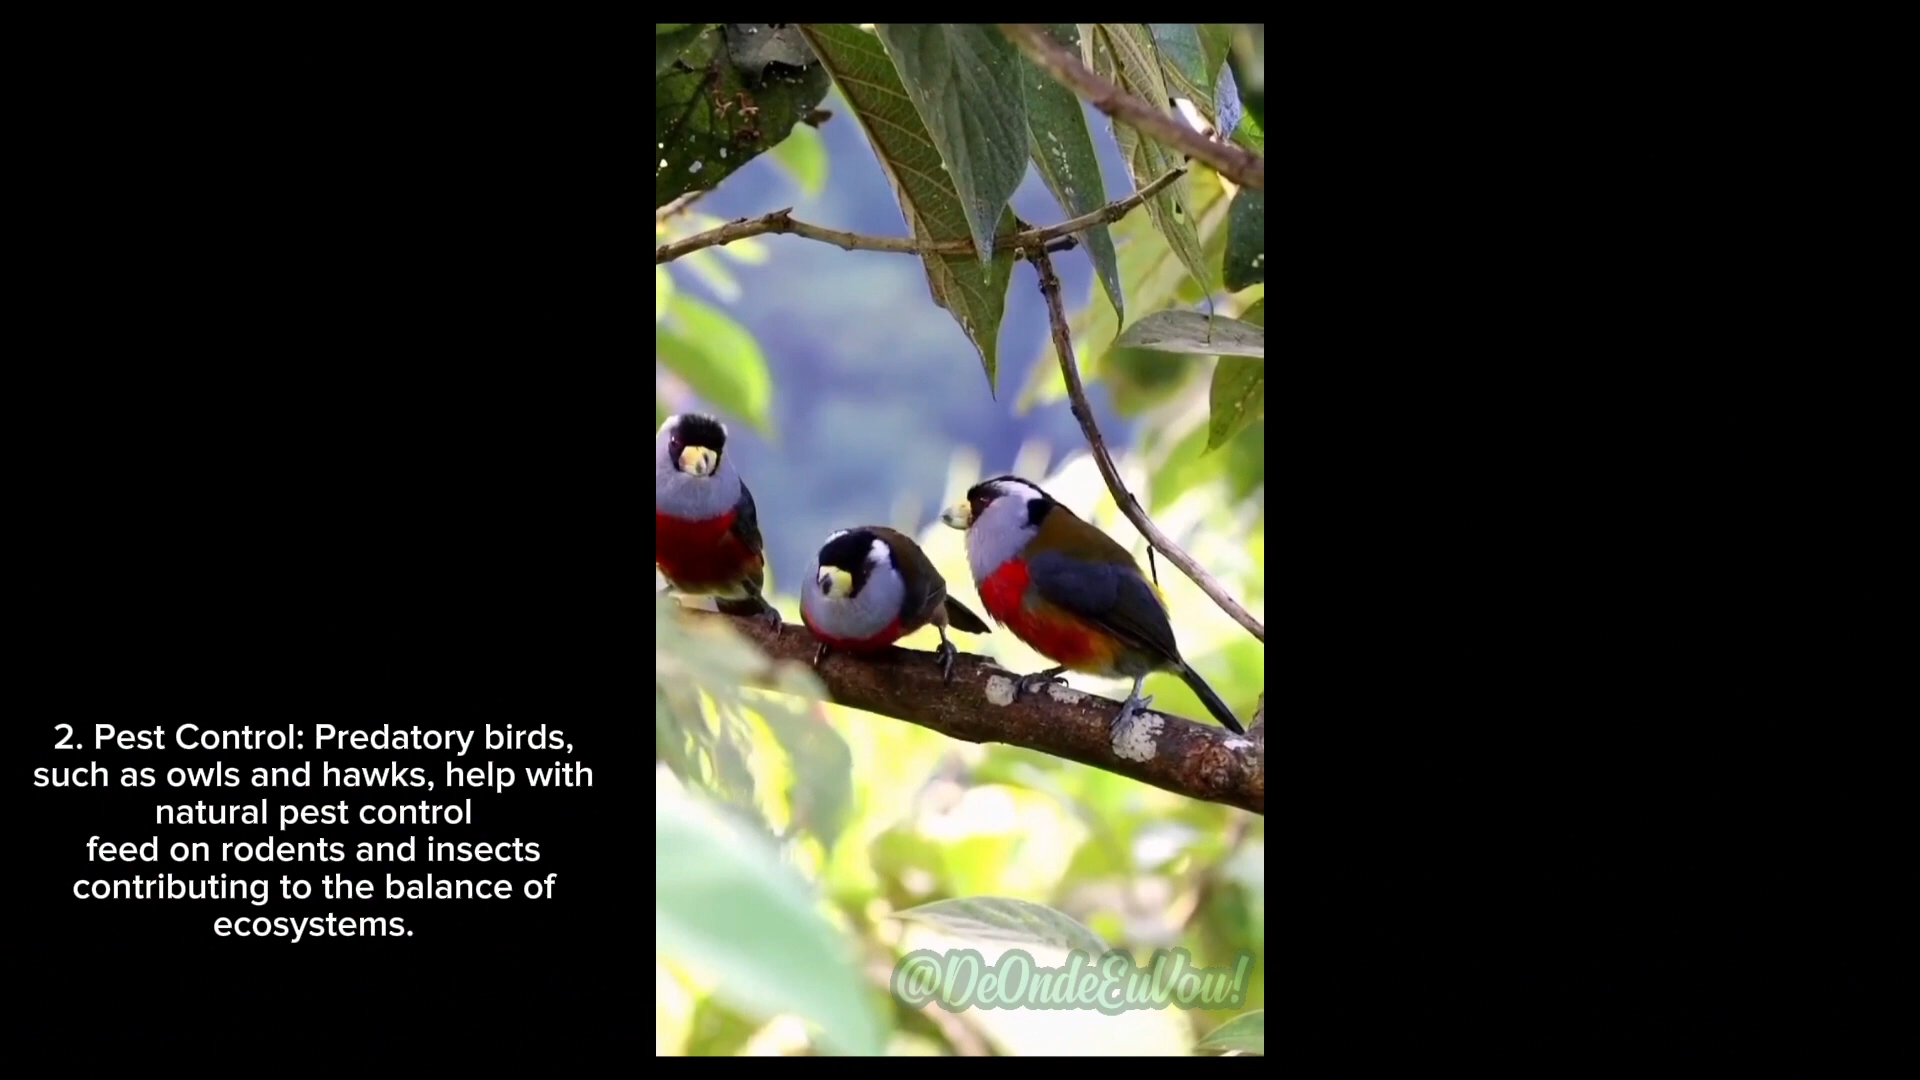 2. Pest Control: Predatory birds,
such as owls and hawks, help with
natural pest control
feed on rodents and insects
contributing to the balance of
ecosystems.
@DeOndeEuVou!